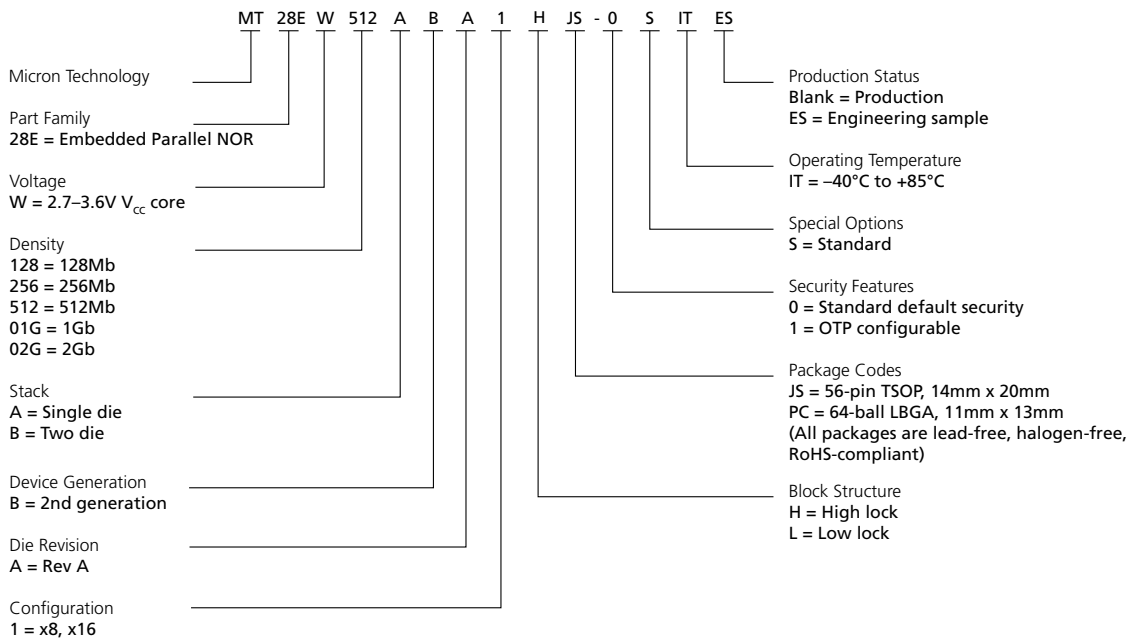 MT 28E W 512 A B A 1 H JS - 0 S IT ES
Micron Technology
Part Family
28E = Embedded Parallel NOR
Voltage
W = 2.7–3.6V Vcc core
Density
128 = 128Mb
256 = 256Mb
512 = 512Mb
01G = 1Gb
02G = 2Gb
Stack
A = Single die
B = Two die
Device Generation
B = 2nd generation
Die Revision
A = Rev A
Configuration
1 = x8, x16
Production Status
Blank = Production
ES = Engineering sample
Operating Temperature
IT = –40°C to +85°C
Special Options
S = Standard
Security Features
0 = Standard default security
1 = OTP configurable
Package Codes
JS = 56-pin TSOP, 14mm x 20mm
PC = 64-ball LBGA, 11mm x 13mm
(All packages are lead-free, halogen-free,
RoHS-compliant)
Block Structure
H = High lock
L = Low lock